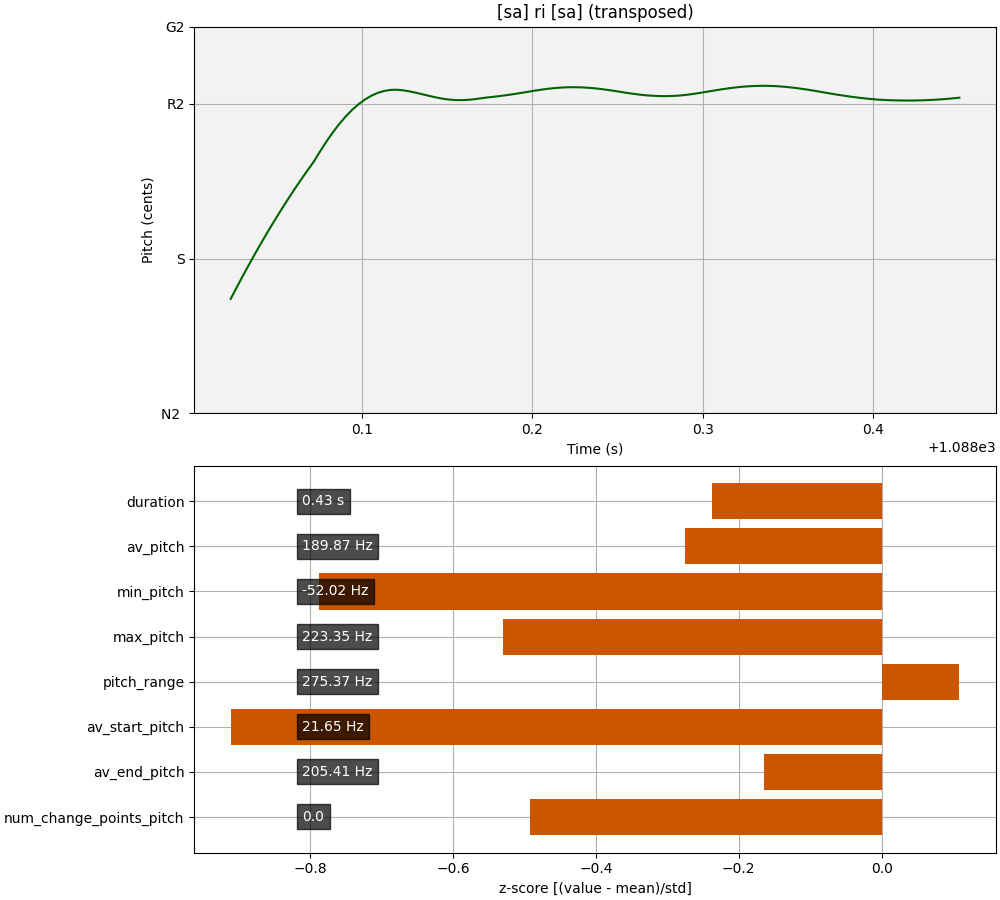 [sa] ri [sa] (transposed)
G2
R2
S
N2
Pitch (cents)
0.1
0.2
0.3
0.4
Time (s)
+1.088e3
duration
0.43 s
av_pitch
189.87 Hz
min_pitch
-52.02 Hz
max_pitch
223.35 Hz
pitch_range
275.37 Hz
av_start_pitch
21.65 Hz
av_end_pitch
205.41 Hz
num_change_points_pitch
0.0
−0.8
−0.6
−0.4
−0.2
0.0
z-score [(value - mean)/std]